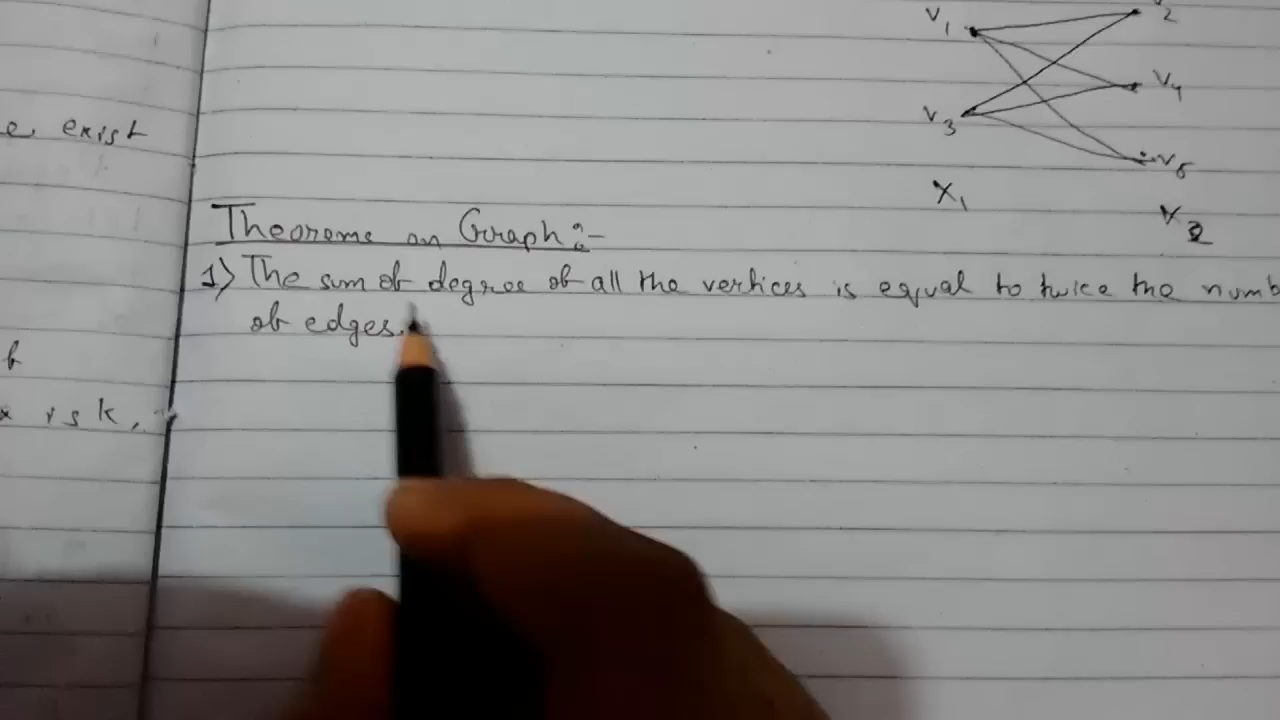 V1
V2
V4
V3
V5
X1
X2
e exist
Theorems on Graph:-
1) The sum of degree of all the vertices is equal to twice the numb
of edges.
is k,